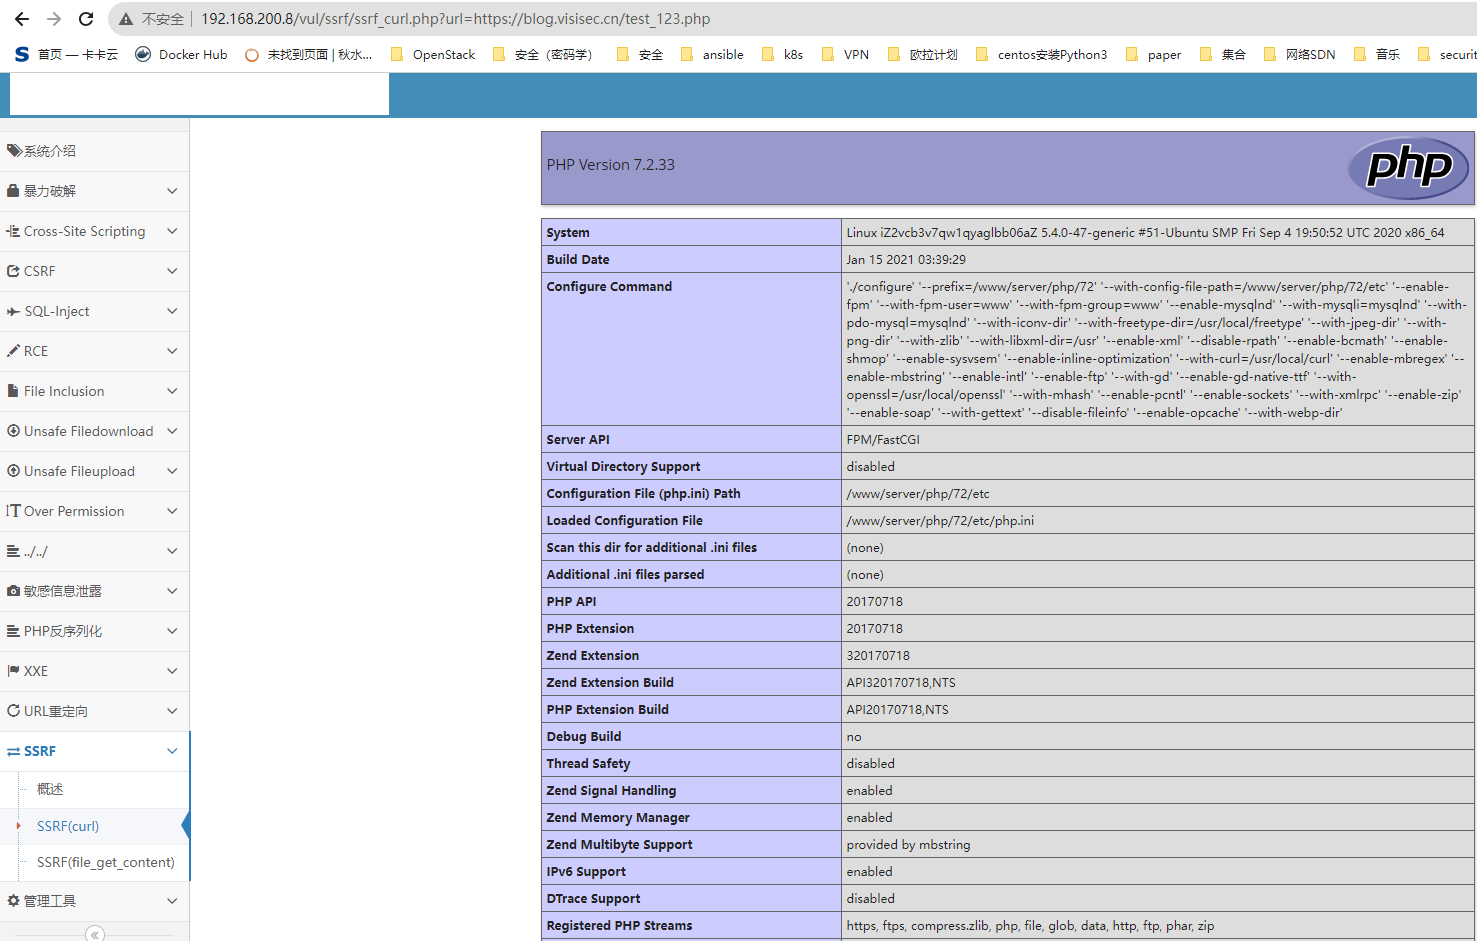 不安全 192.168.200.8/vul/ssrf/ssrf_curl.php?url=https://blog.visisec.cn/test_123.php
首页 — 卡卡云 Docker Hub 未找到页面 | 秋水... OpenStack 安全（密码学） 安全 ansible k8s VPN 欧拉计划 centos安装Python3 paper 集合 网络SDN 音乐 securit
系统介绍
暴力破解
Cross-Site Scripting
CSRF
SQL-Inject
RCE
File Inclusion
Unsafe Filedownload
Unsafe Fileupload
Over Permission
../../
敏感信息泄露
PHP反序列化
XXE
URL重定向
SSRF
概述
SSRF(curl)
SSRF(file_get_content)
管理工具
PHP Version 7.2.33
php
System Linux iZ2vcb3v7qw1qyaglbb06aZ 5.4.0-47-generic #51-Ubuntu SMP Fri Sep 4 19:50:52 UTC 2020 x86_64
Build Date Jan 15 2021 03:39:29
Configure Command './configure' '--prefix=/www/server/php/72' '--with-config-file-path=/www/server/php/72/etc' '--enable-
fpm' '--with-fpm-user=www' '--with-fpm-group=www' '--enable-mysqlnd' '--with-mysqli=mysqlnd' '--with-
pdo-mysql=mysqlnd' '--with-iconv-dir' '--with-freetype-dir=/usr/local/freetype' '--with-jpeg-dir' '--with-
png-dir' '--with-zlib' '--with-libxml-dir=/usr' '--enable-xml' '--disable-rpath' '--enable-bcmath' '--enable-
shmop' '--enable-sysvsem' '--enable-inline-optimization' '--with-curl=/usr/local/curl' '--enable-mbregex' '--
enable-mbstring' '--enable-intl' '--enable-ftp' '--with-gd' '--enable-gd-native-ttf' '--with-
openssl=/usr/local/openssl' '--with-mhash' '--enable-pcntl' '--enable-sockets' '--with-xmlrpc' '--enable-zip'
'--enable-soap' '--with-gettext' '--disable-fileinfo' '--enable-opcache' '--with-webp-dir'
Server API FPM/FastCGI
Virtual Directory Support disabled
Configuration File (php.ini) Path /www/server/php/72/etc
Loaded Configuration File /www/server/php/72/etc/php.ini
Scan this dir for additional .ini files (none)
Additional .ini files parsed (none)
PHP API 20170718
PHP Extension 20170718
Zend Extension 320170718
Zend Extension Build API320170718,NTS
PHP Extension Build API20170718,NTS
Debug Build no
Thread Safety disabled
Zend Signal Handling enabled
Zend Memory Manager enabled
Zend Multibyte Support provided by mbstring
IPv6 Support enabled
DTrace Support disabled
Registered PHP Streams https, ftps, compress.zlib, php, file, glob, data, http, ftp, phar, zip